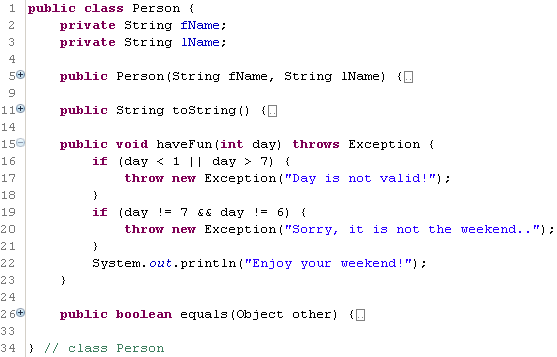 1 public class Person {
2     private String fName;
3     private String lName;
4
5     public Person(String fName, String lName) {..
9
11     public String toString() {..
14
15     public void haveFun(int day) throws Exception {
16         if (day < 1 || day > 7) {
17             throw new Exception("Day is not valid!");
18         }
19         if (day != 7 && day != 6) {
20             throw new Exception("Sorry, it is not the weekend..");
21         }
22         System.out.println("Enjoy your weekend!");
23     }
24
26     public boolean equals(Object other) {..
33
34 } // class Person